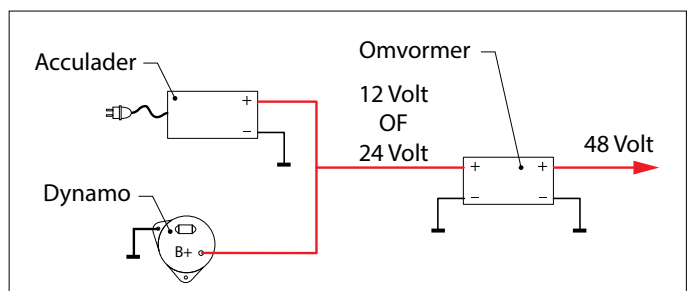 Acculader
+
–
Dynamo
B+
Omvormer
12 Volt
OF
24 Volt
+ +
– –
48 Volt